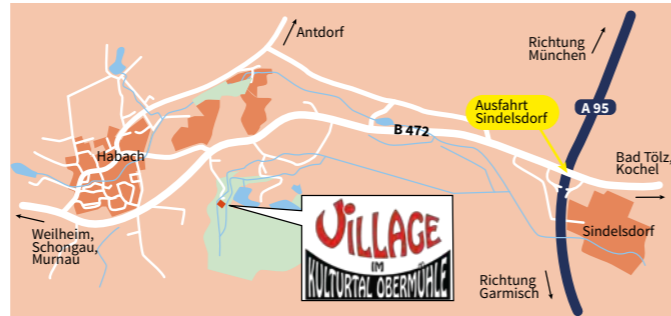 Antdorf
Richtung
München
Ausfahrt
Sindelsdorf
A 95
B 472
Habach
Bad Tölz,
Kochel
Weilheim,
Schongau,
Murnau
VILLAGE
IM
KULTURTAL OBERMÜHLE
Sindelsdorf
Richtung
Garmisch